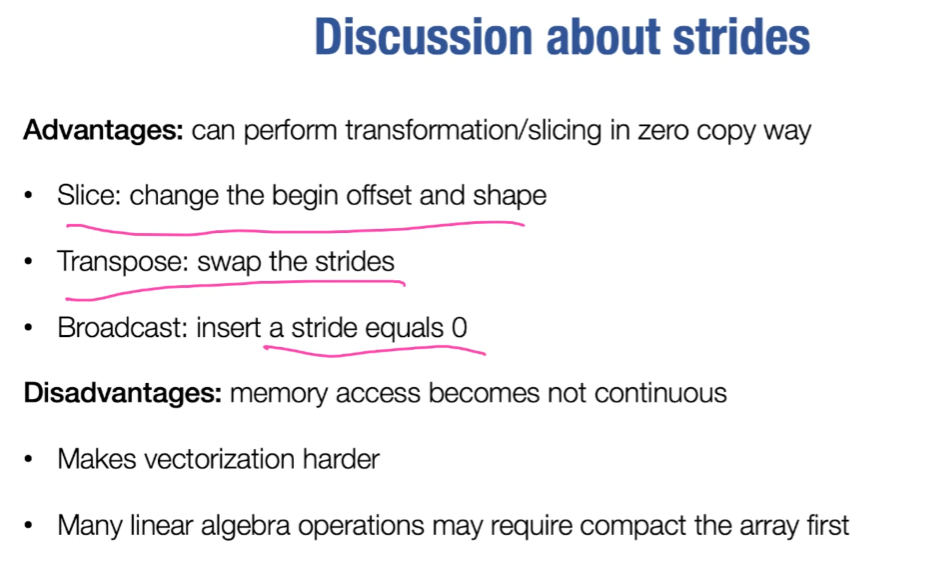 Discussion about strides
Advantages: can perform transformation/slicing in zero copy way
• Slice: change the begin offset and shape
• Transpose: swap the strides
• Broadcast: insert a stride equals 0
Disadvantages: memory access becomes not continuous
• Makes vectorization harder
• Many linear algebra operations may require compact the array first